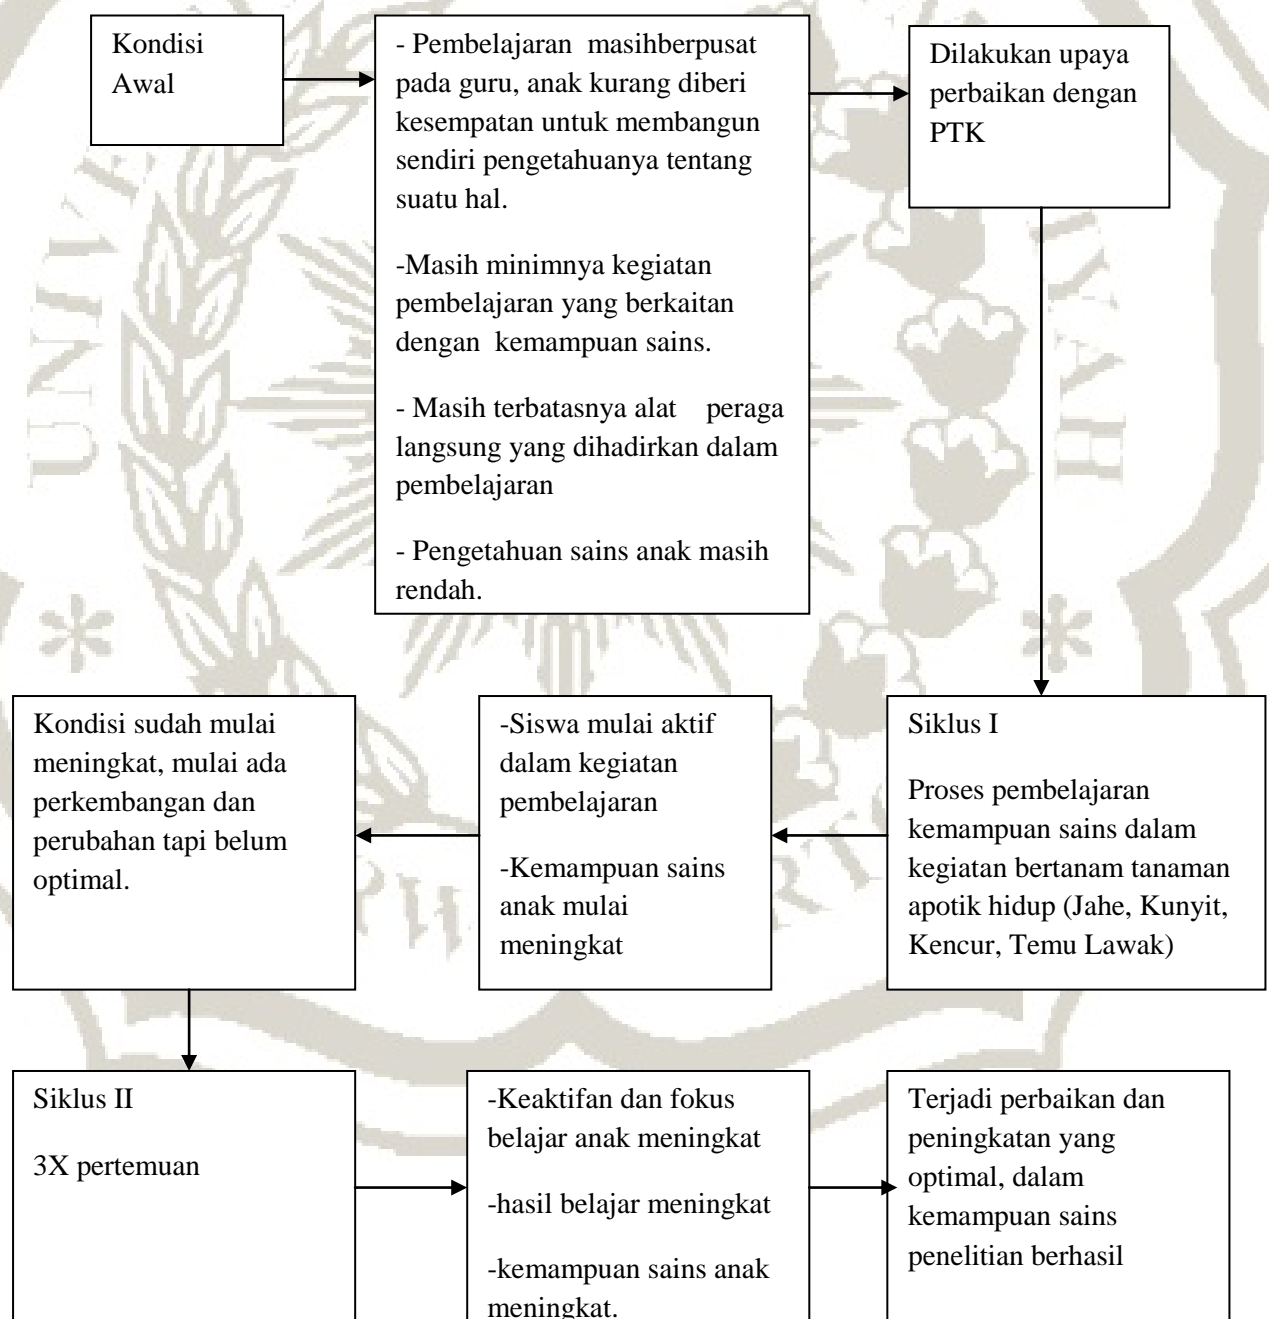 Kondisi
Awal
- Pembelajaran masihberpusat
pada guru, anak kurang diberi
kesempatan untuk membangun
sendiri pengetahuanya tentang
suatu hal.
-Masih minimnya kegiatan
pembelajaran yang berkaitan
dengan kemampuan sains.
- Masih terbatasnya alat peraga
langsung yang dihadirkan dalam
pembelajaran
- Pengetahuan sains anak masih
rendah.
Dilakukan upaya
perbaikan dengan
PTK
Siklus I
Proses pembelajaran
kemampuan sains dalam
kegiatan bertanam tanaman
apotik hidup (Jahe, Kunyit,
Kencur, Temu Lawak)
-Siswa mulai aktif
dalam kegiatan
pembelajaran
-Kemampuan sains
anak mulai
meningkat
Kondisi sudah mulai
meningkat, mulai ada
perkembangan dan
perubahan tapi belum
optimal.
Siklus II
3X pertemuan
-Keaktifan dan fokus
belajar anak meningkat
-hasil belajar meningkat
-kemampuan sains anak
meningkat.
Terjadi perbaikan dan
peningkatan yang
optimal, dalam
kemampuan sains
penelitian berhasil